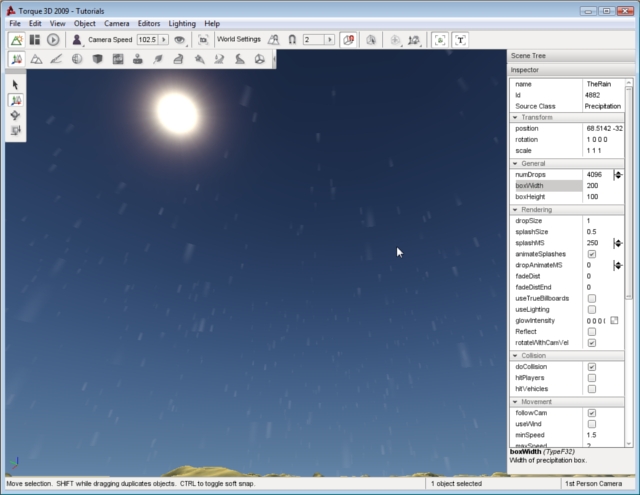 Torque 3D 2009 - Tutorials
File Edit View Object Camera Editors Lighting Help
Camera Speed 102.5 World Settings 2 T
Scene Tree
Inspector
name TheRain
Id 4882
Source Class Precipitation
Transform
position 68.5142 -32
rotation 1 0 0 0
scale 1 1 1
General
numDrops 4096
boxWidth 200
boxHeight 100
Rendering
dropSize 1
splashSize 0.5
splashMS 250
animateSplashes
dropAnimateMS 0
fadeDist 0
fadeDistEnd 0
useTrueBillboards
useLighting
glowIntensity 0 0 0 (
Reflect
rotateWithCamVel
Collision
doCollision
hitPlayers
hitVehicles
Movement
followCam
useWind
minSpeed 1.5
maxSpeed 2
boxWidth (TypeF32)
Width of precipitation box.
Move selection. SHIFT while dragging duplicates objects. CTRL to toggle soft snap. 1 object selected 1st Person Camera